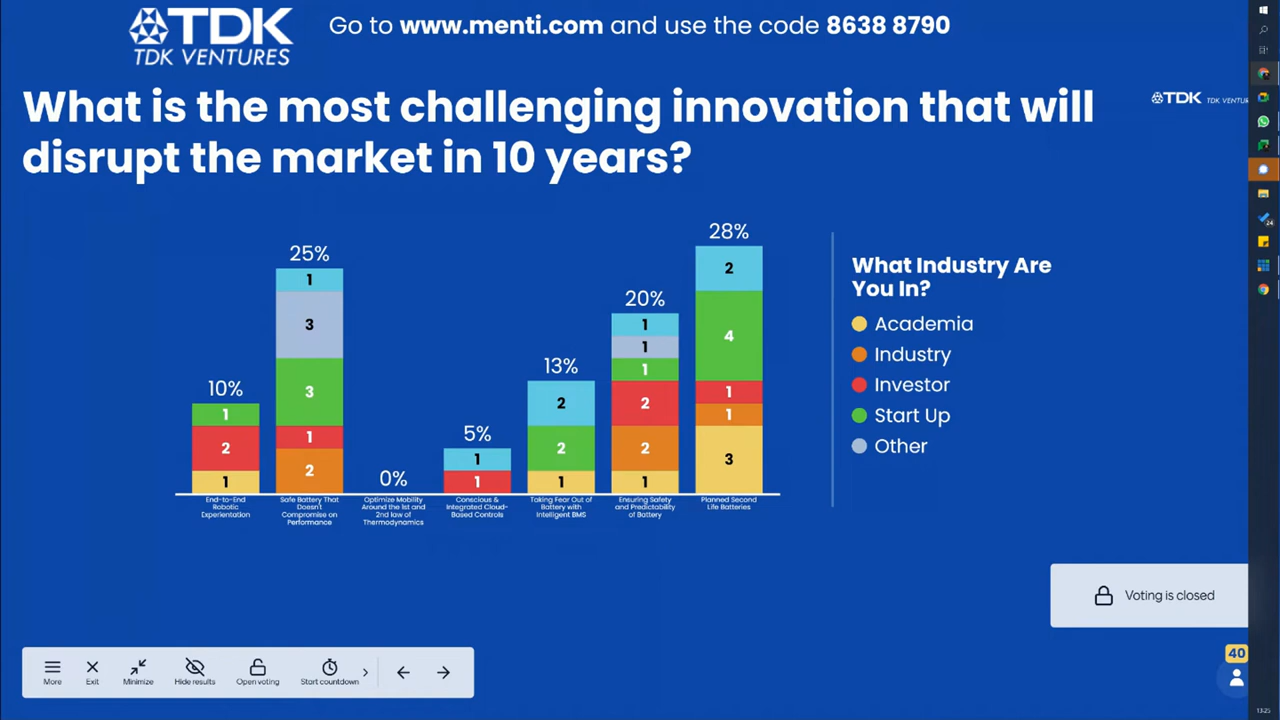 TDK
TDK VENTURES
Go to www.menti.com and use the code 8638 8790
What is the most challenging innovation that will
disrupt the market in 10 years?
TDK TDK VENTUR
10%
1
2
1
25%
1
3
3
1
2
0%
5%
1
1
13%
2
2
1
20%
1
1
1
2
2
1
28%
2
4
1
1
3
End-to-End
Robotic
Experientation
Safe Battery That
Doesn't
Compromise on
Performance
Optimize Mobility
Around the 1st and
2nd law of
Thermodynamics
Conscious &
Integrated Cloud-
Based Controls
Taking Fear Out of
Battery with
Intelligent BMS
Ensuring Safety
and Predictability
of Battery
Planned Second
Life Batteries
What Industry Are
You In?
Academia
Industry
Investor
Start Up
Other
Voting is closed
More
Exit
Minimize
Hide results
Open voting
Start countdown
40
24
13:25